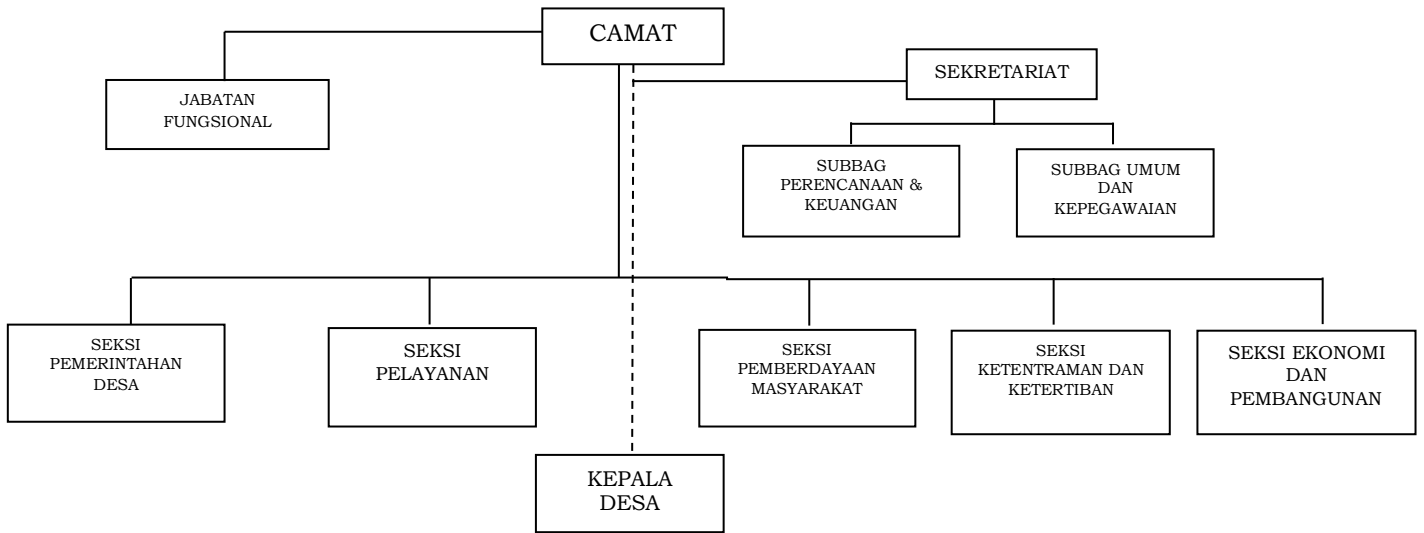 CAMAT
SEKRETARIAT
JABATAN
FUNGSIONAL
SUBBAG
PERENCANAAN &
KEUANGAN
SUBBAG UMUM
DAN
KEPEGAWAIAN
SEKSI
PEMERINTAHAN
DESA
SEKSI
PELAYANAN
SEKSI
PEMBERDAYAAN
MASYARAKAT
SEKSI
KETENTRAMAN DAN
KETERTIBAN
SEKSI EKONOMI
DAN
PEMBANGUNAN
KEPALA
DESA